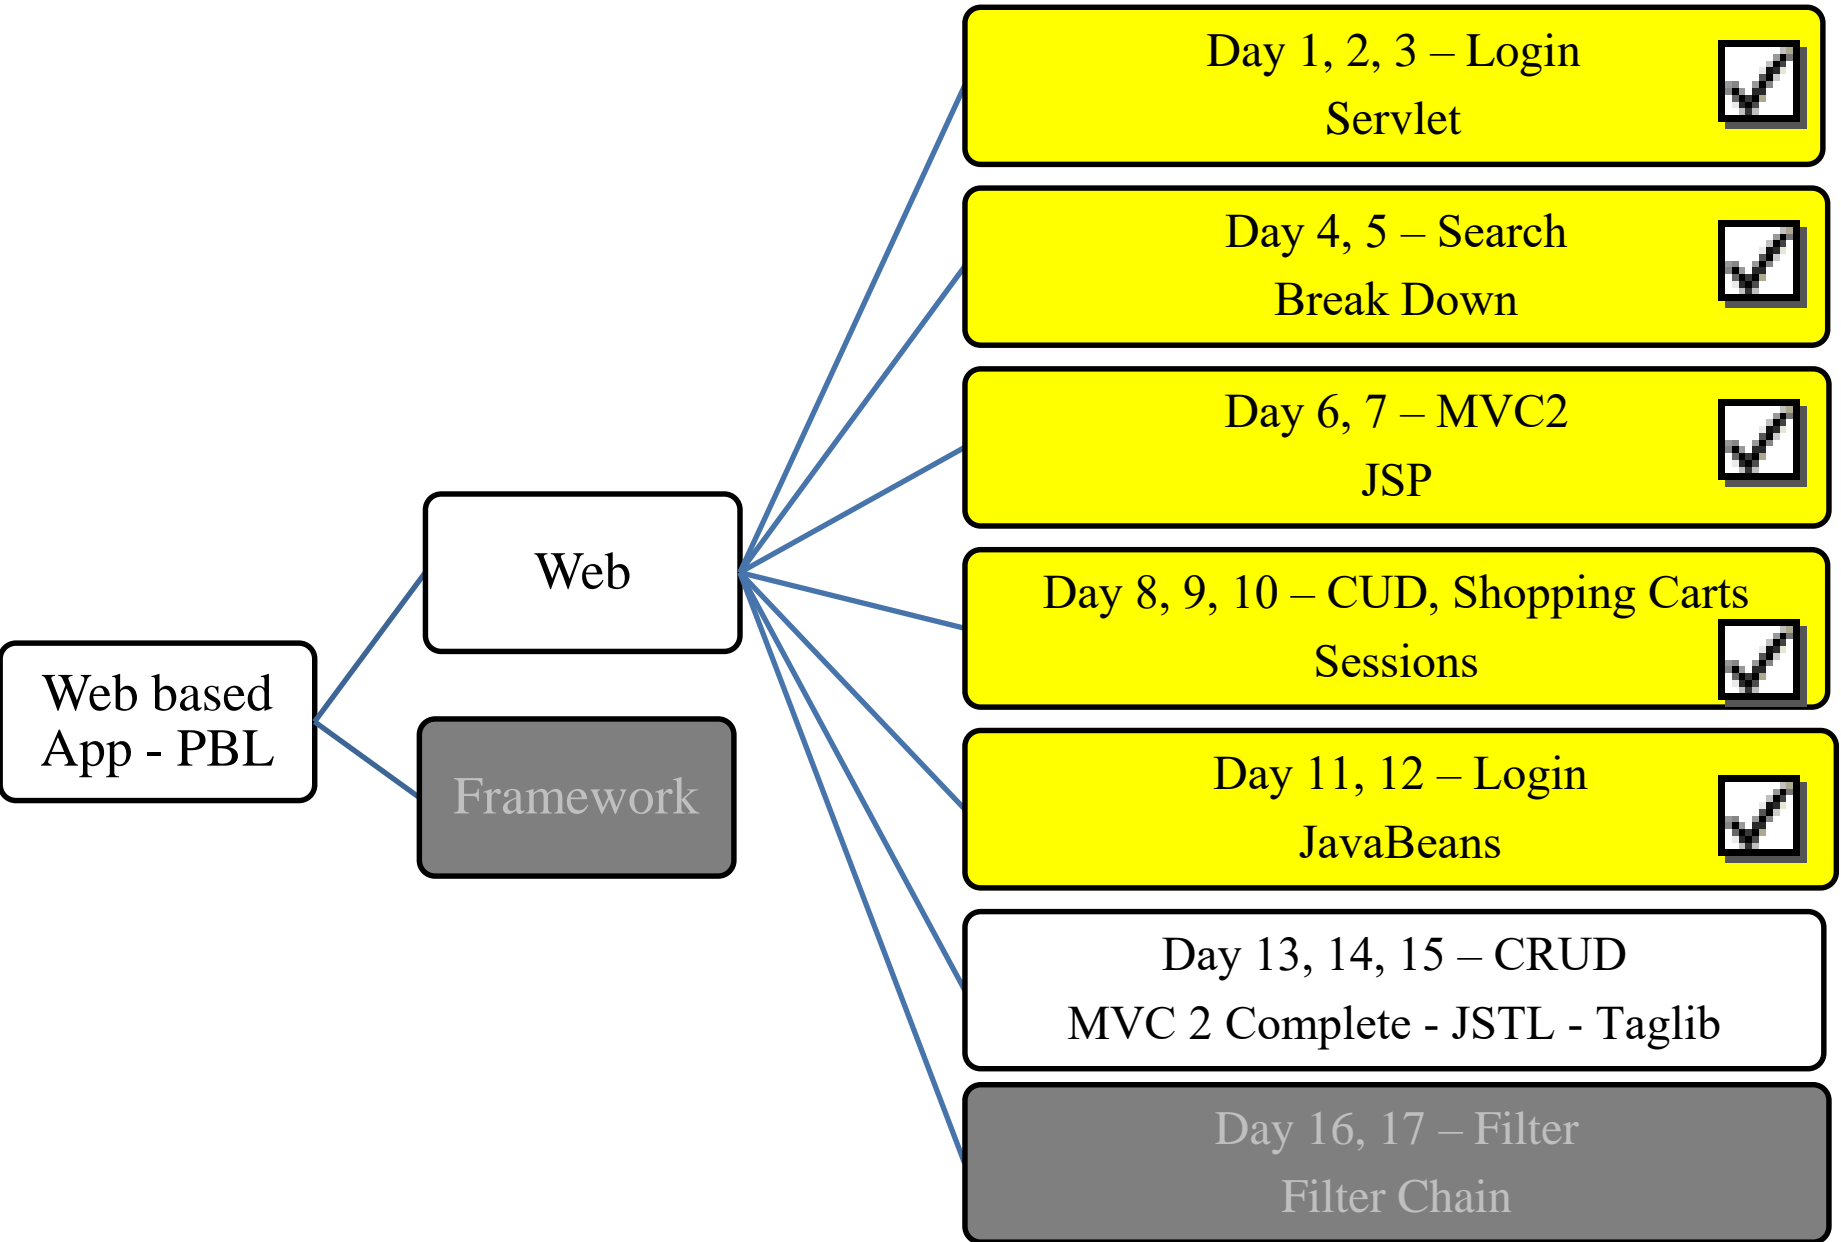 Web based
App - PBL
Web
Framework
Day 1, 2, 3 – Login
Servlet
Day 4, 5 – Search
Break Down
Day 6, 7 – MVC2
JSP
Day 8, 9, 10 – CUD, Shopping Carts
Sessions
Day 11, 12 – Login
JavaBeans
Day 13, 14, 15 – CRUD
MVC 2 Complete - JSTL - Taglib
Day 16, 17 – Filter
Filter Chain